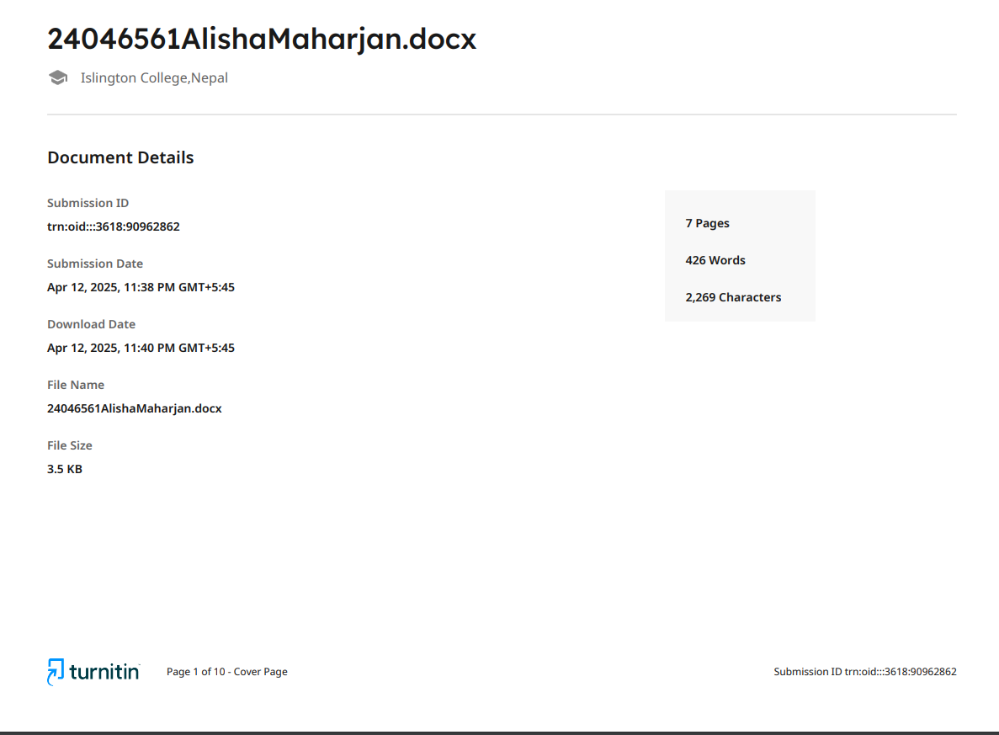 24046561AlishaMaharjan.docx
Islington College,Nepal
Document Details
Submission ID
trn:oid:::3618:90962862
Submission Date
Apr 12, 2025, 11:38 PM GMT+5:45
Download Date
Apr 12, 2025, 11:40 PM GMT+5:45
File Name
24046561AlishaMaharjan.docx
File Size
3.5 KB
7 Pages
426 Words
2,269 Characters
turnitin
Page 1 of 10 - Cover Page
Submission ID trn:oid:::3618:90962862